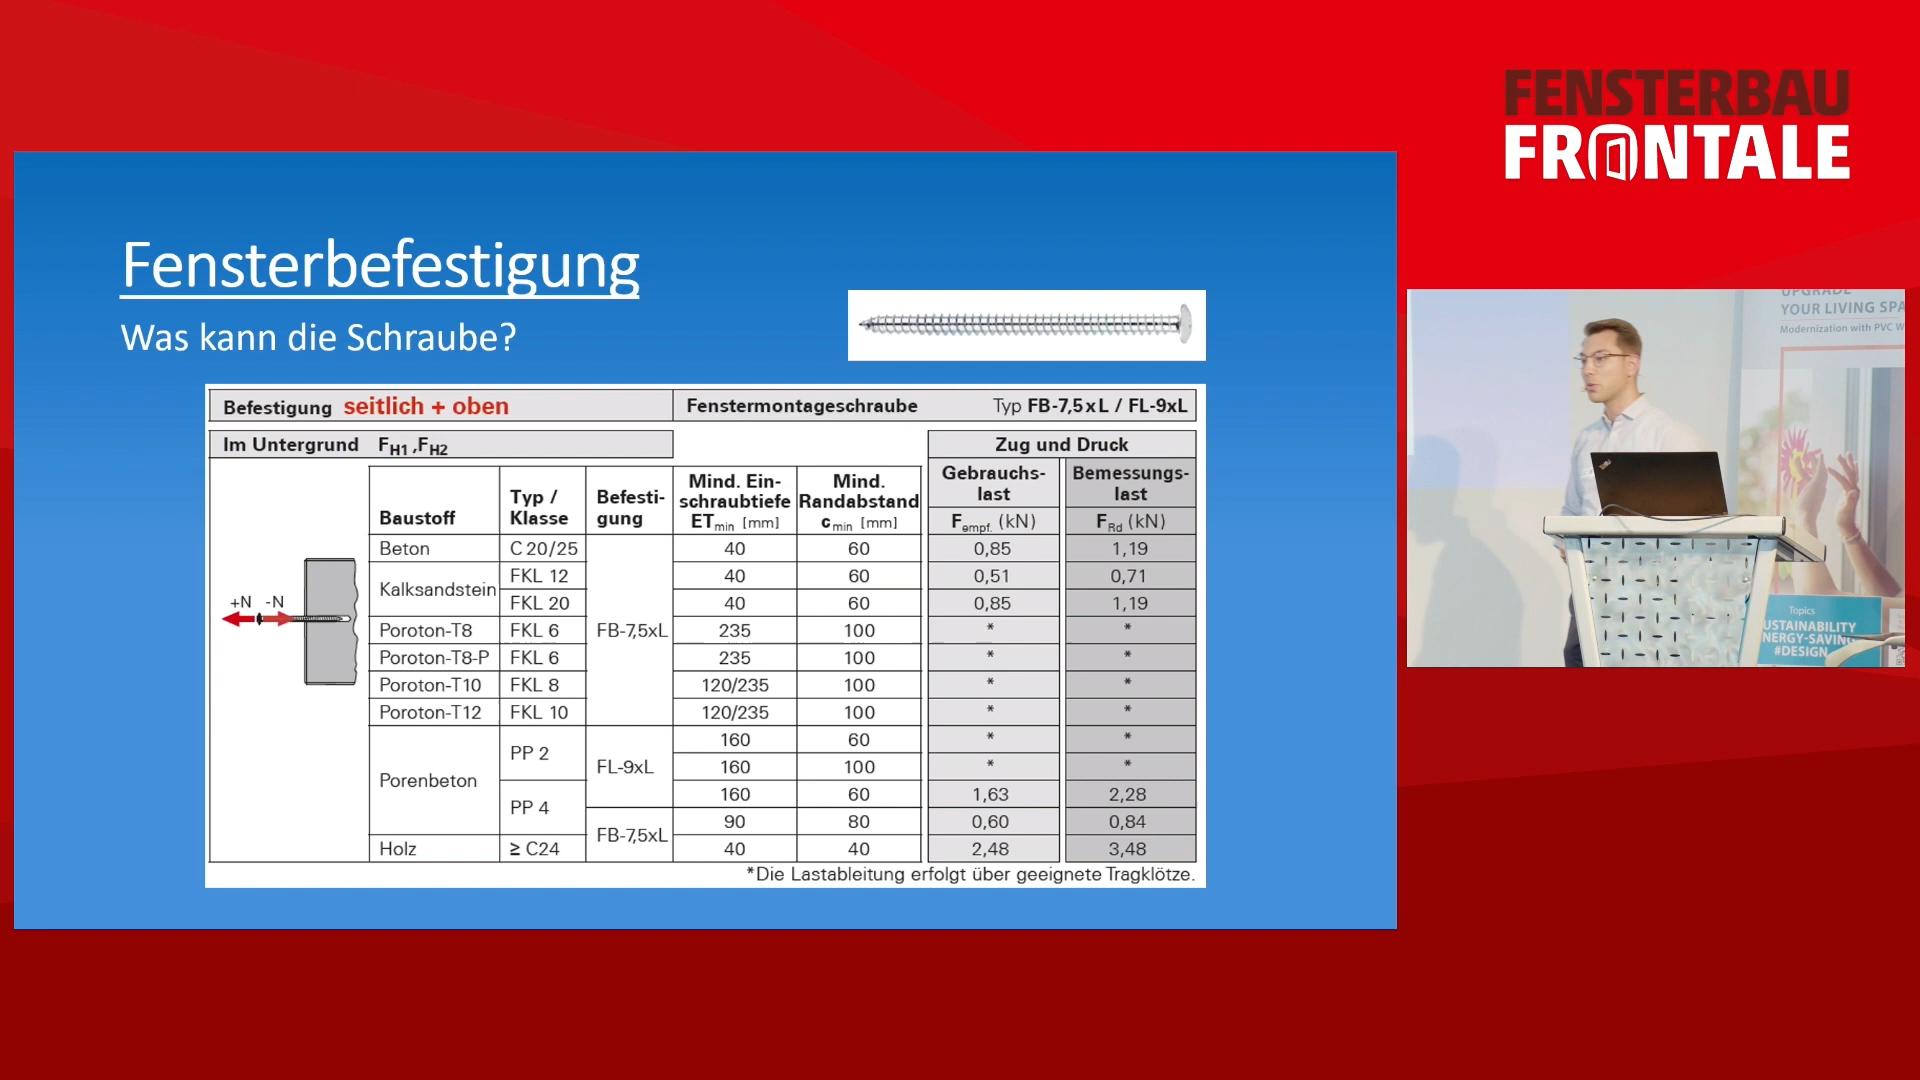 FENSTERBAU
FRONTALE
Fensterbefestigung
Was kann die Schraube?
Befestigung seitlich + oben Fenstermontageschraube Typ FB-7,5xL / FL-9xL
Im Untergrund FH1 ,FH2 Zug und Druck
Baustoff Typ / Klasse Befesti-gung Mind. Ein-schraubtiefe ETmin [mm] Mind. Randabstand cmin [mm] Gebrauchs-last Fempf. (kN) Bemessungs-last FRd (kN)
Beton C 20/25 FB-7,5xL 40 60 0,85 1,19
Kalksandstein FKL 12 40 60 0,51 0,71
FKL 20 40 60 0,85 1,19
+N -N
Poroton-T8 FKL 6 235 100 * *
Poroton-T8-P FKL 6 235 100 * *
Poroton-T10 FKL 8 120/235 100 * *
Poroton-T12 FKL 10 120/235 100 * *
Porenbeton PP 2 FL-9xL 160 60 * *
160 100 * *
PP 4 160 60 1,63 2,28
FB-7,5xL 90 80 0,60 0,84
Holz ≥ C24 40 40 2,48 3,48
*Die Lastableitung erfolgt über geeignete Tragklötze.
UPGRADE
YOUR LIVING SPA
Modernization with PVC W
Topics
USTAINABILITY
NERGY-SAVING
#DESIGN